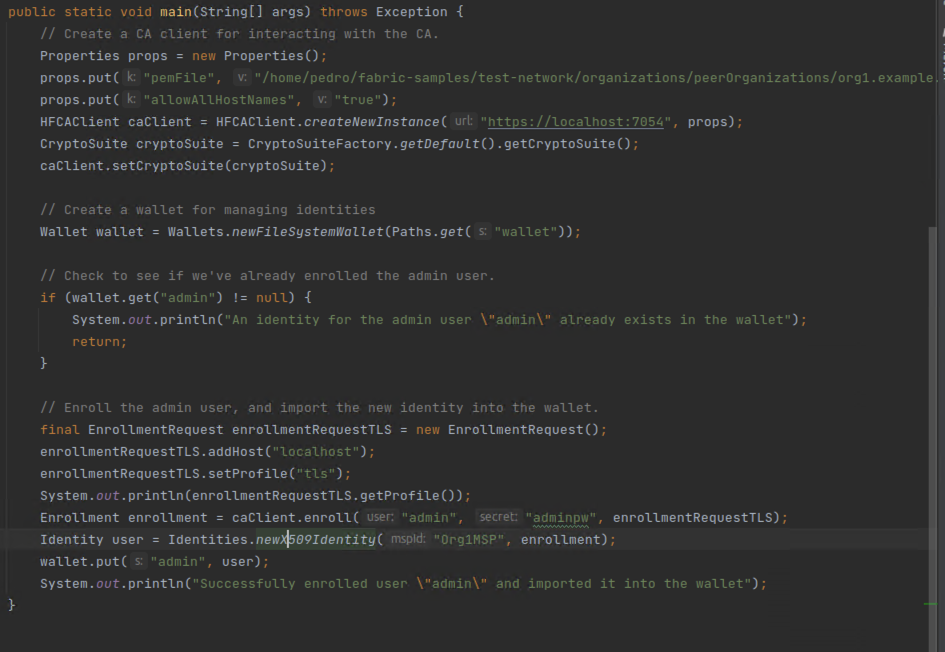 public static void main(String[] args) throws Exception {
// Create a CA client for interacting with the CA.
Properties props = new Properties();
props.put( k: "pemFile", v: "/home/pedro/fabric-samples/test-network/organizations/peerOrganizations/org1.example.
props.put( k: "allowAllHostNames", v: "true");
HFCAClient caClient = HFCAClient.createNewInstance( url: "https://localhost:7054", props);
CryptoSuite cryptoSuite = CryptoSuiteFactory.getDefault().getCryptoSuite();
caClient.setCryptoSuite(cryptoSuite);
// Create a wallet for managing identities
Wallet wallet = Wallets.newFileSystemWallet(Paths.get( s: "wallet"));
// Check to see if we've already enrolled the admin user.
if (wallet.get("admin") != null) {
System.out.println("An identity for the admin user \"admin\" already exists in the wallet");
return;
}
// Enroll the admin user, and import the new identity into the wallet.
final EnrollmentRequest enrollmentRequestTLS = new EnrollmentRequest();
enrollmentRequestTLS.addHost("localhost");
enrollmentRequestTLS.setProfile("tls");
System.out.println(enrollmentRequestTLS.getProfile());
Enrollment enrollment = caClient.enroll( user: "admin", secret: "adminpw", enrollmentRequestTLS);
Identity user = Identities.newX509Identity( mspId: "Org1MSP", enrollment);
wallet.put( s: "admin", user);
System.out.println("Successfully enrolled user \"admin\" and imported it into the wallet");
}